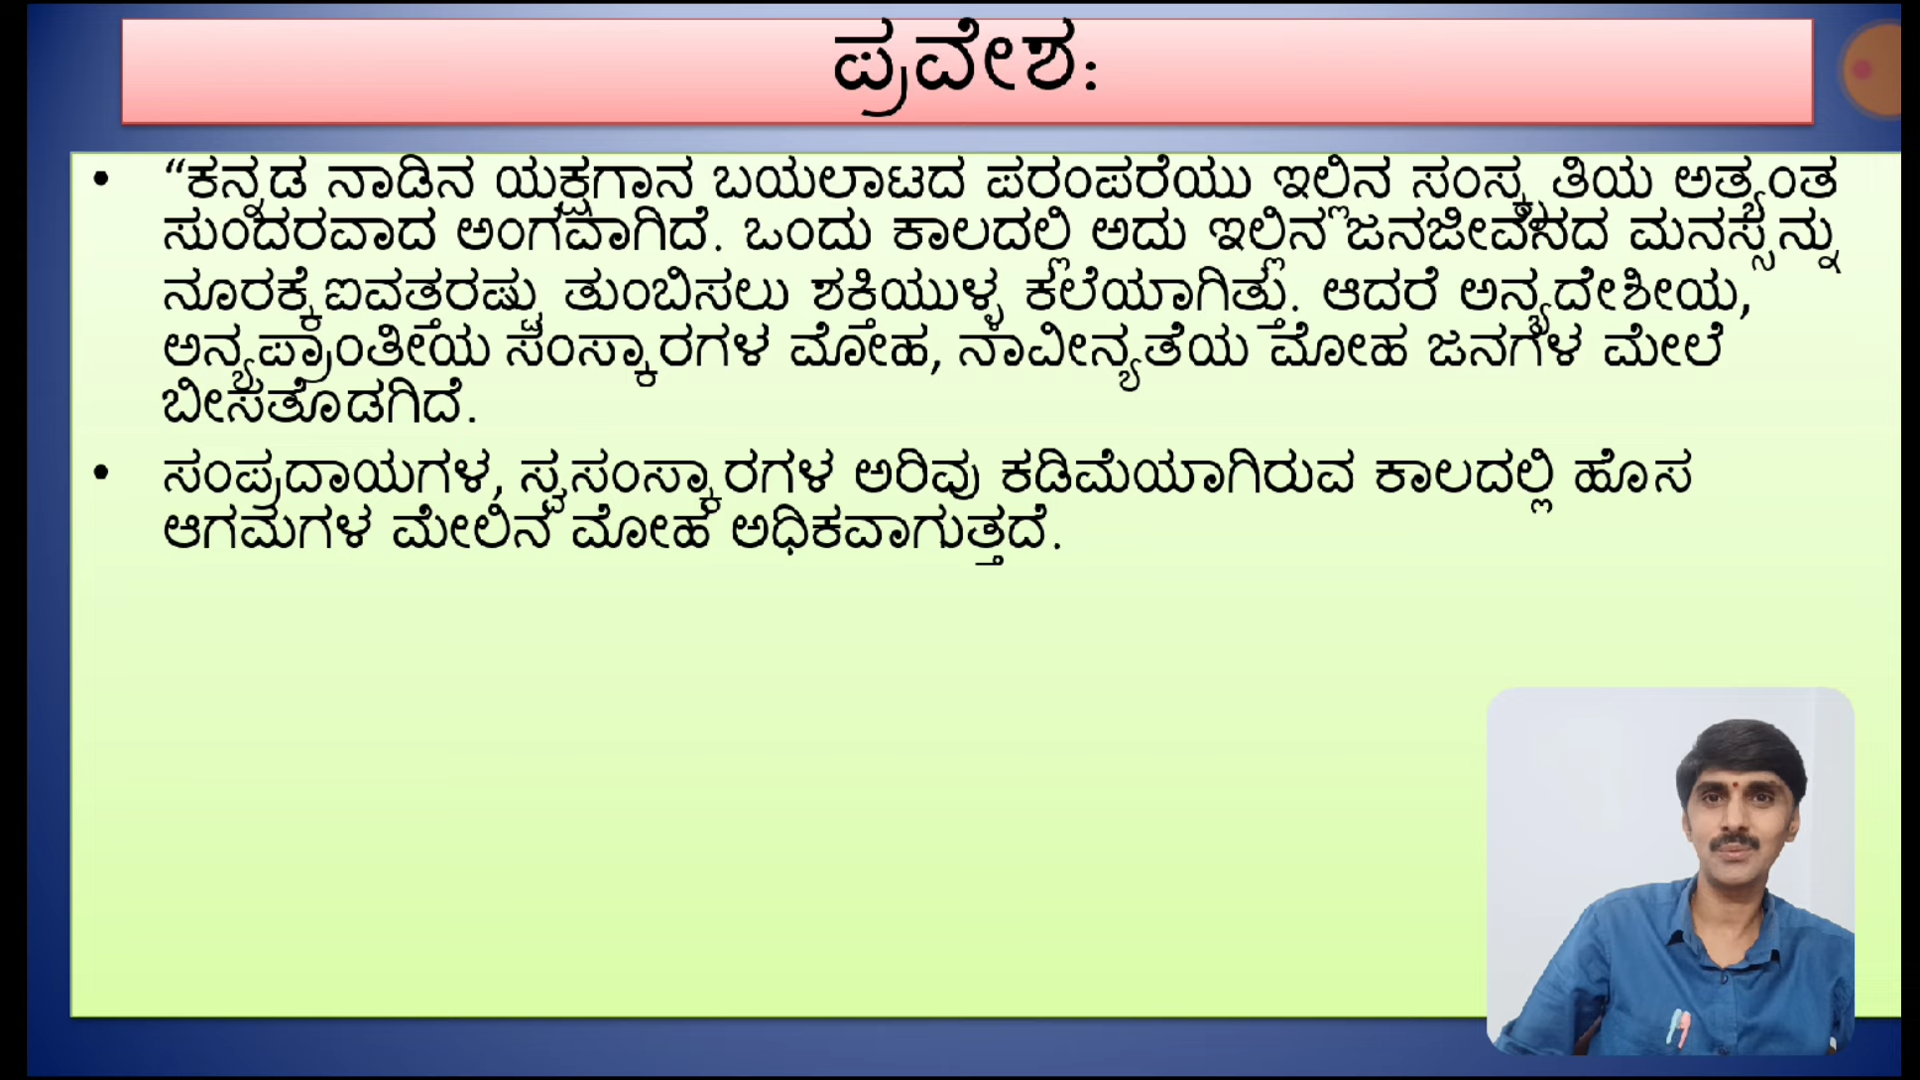 ಪ್ರವೇಶ:
• “ಕನ್ನಡ ನಾಡಿನ ಯಕ್ಷಗಾನ ಬಯಲಾಟದ ಪರಂಪರೆಯು ಇಲ್ಲಿನ ಸಂಸ್ಕೃತಿಯ ಅತ್ಯಂತ
ಸುಂದರವಾದ ಅಂಗವಾಗಿದೆ. ಒಂದು ಕಾಲದಲ್ಲಿ ಅದು ಇಲ್ಲಿನ ಜನಜೀವನದ ಮನಸ್ಸನ್ನು
ನೂರಕ್ಕೆಐವತ್ತರಷ್ಟು ತುಂಬಿಸಲು ಶಕ್ತಿಯುಳ್ಳ ಕಲೆಯಾಗಿತ್ತು. ಆದರೆ ಅನ್ಯದೇಶೀಯ,
ಅನ್ಯಪ್ರಾಂತೀಯ ಸಂಸ್ಕಾರಗಳ ಮೋಹ, ನಾವೀನ್ಯತೆಯ ಮೋಹ ಜನಗಳ ಮೇಲೆ
ಬೀಸತೊಡಗಿದೆ.
• ಸಂಪ್ರದಾಯಗಳ, ಸ್ವಸಂಸ್ಕಾರಗಳ ಅರಿವು ಕಡಿಮೆಯಾಗಿರುವ ಕಾಲದಲ್ಲಿ ಹೊಸ
ಆಗಮಗಳ ಮೇಲಿನ ಮೋಹ ಅಧಿಕವಾಗುತ್ತದೆ.